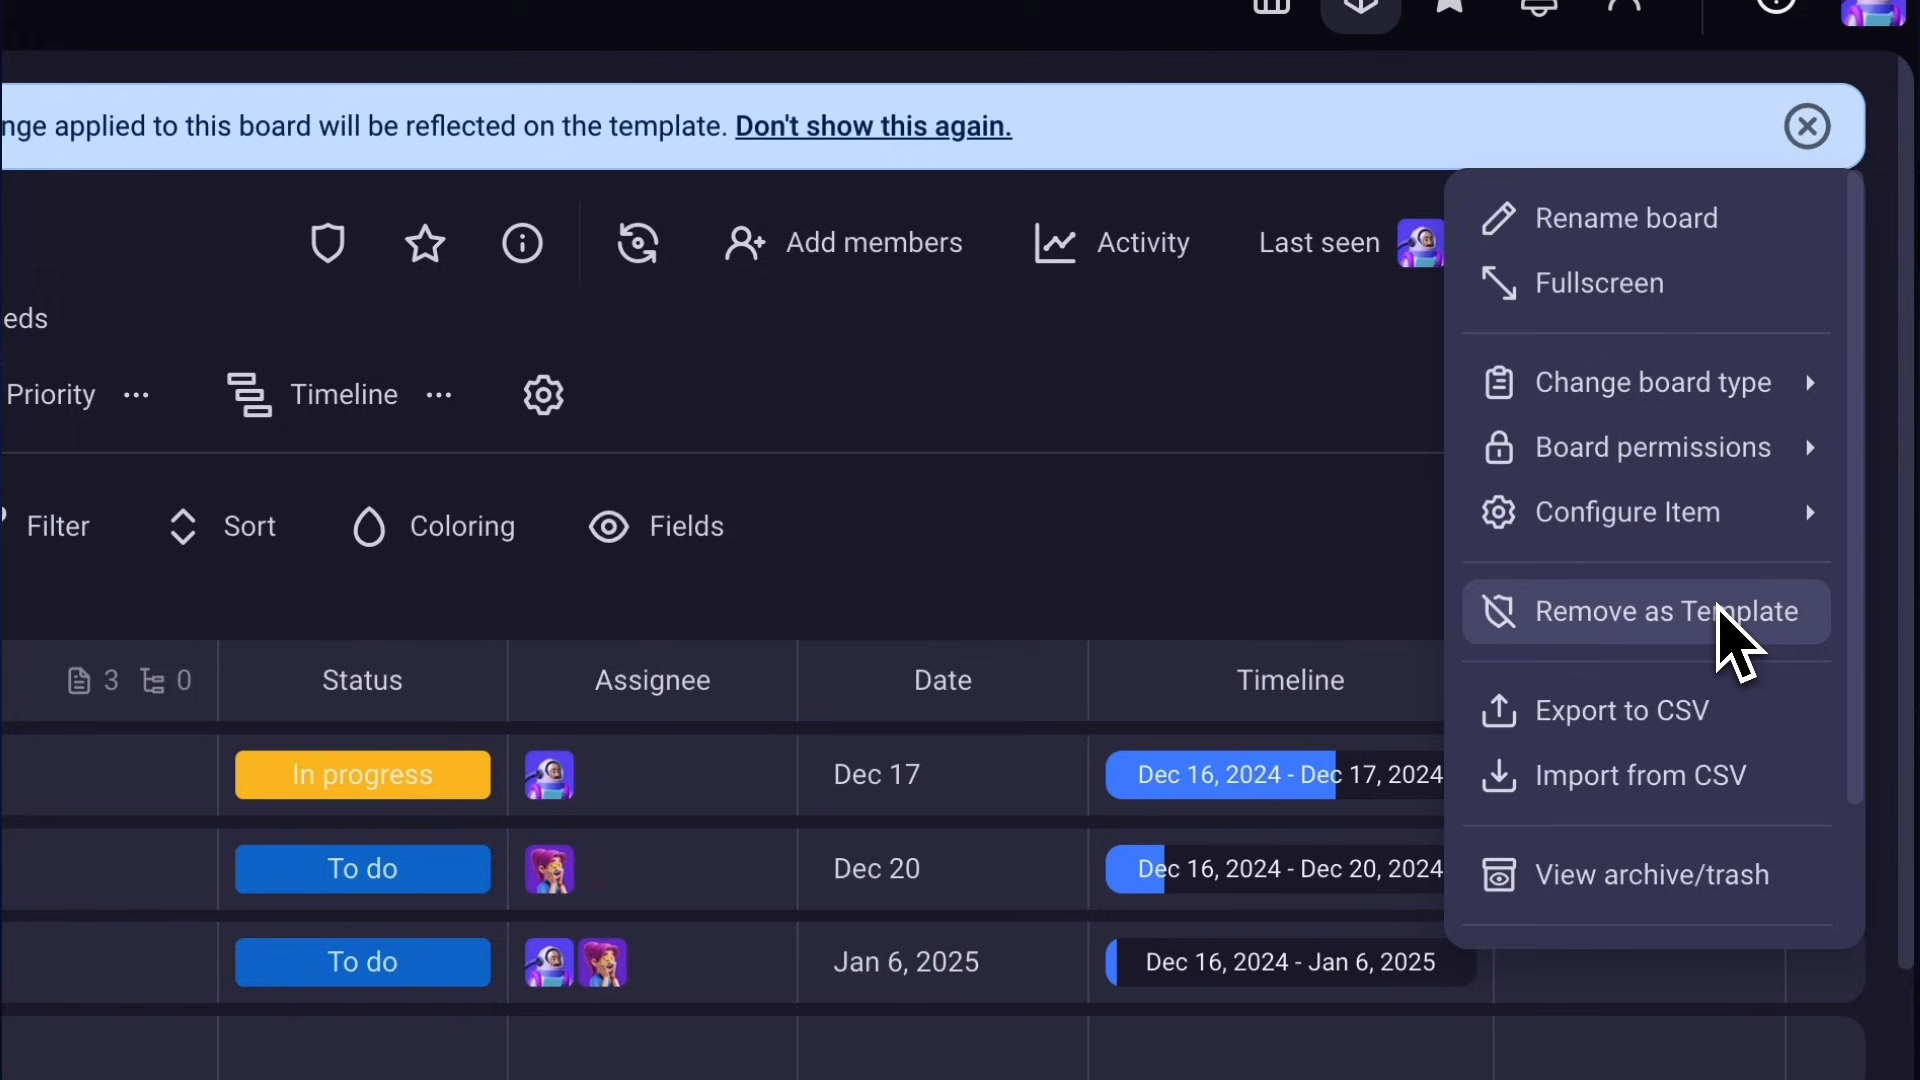 nge applied to this board will be reflected on the template. Don't show this again.
Add members
Activity
Last seen
eds
Priority
Timeline
Filter
Sort
Coloring
Fields
3
0
Status
Assignee
Date
Timeline
In progress
Dec 17
Dec 16, 2024 - Dec 17, 2024
To do
Dec 20
Dec 16, 2024 - Dec 20, 2024
To do
Jan 6, 2025
Dec 16, 2024 - Jan 6, 2025
Rename board
Fullscreen
Change board type
Board permissions
Configure Item
Remove as Template
Export to CSV
Import from CSV
View archive/trash